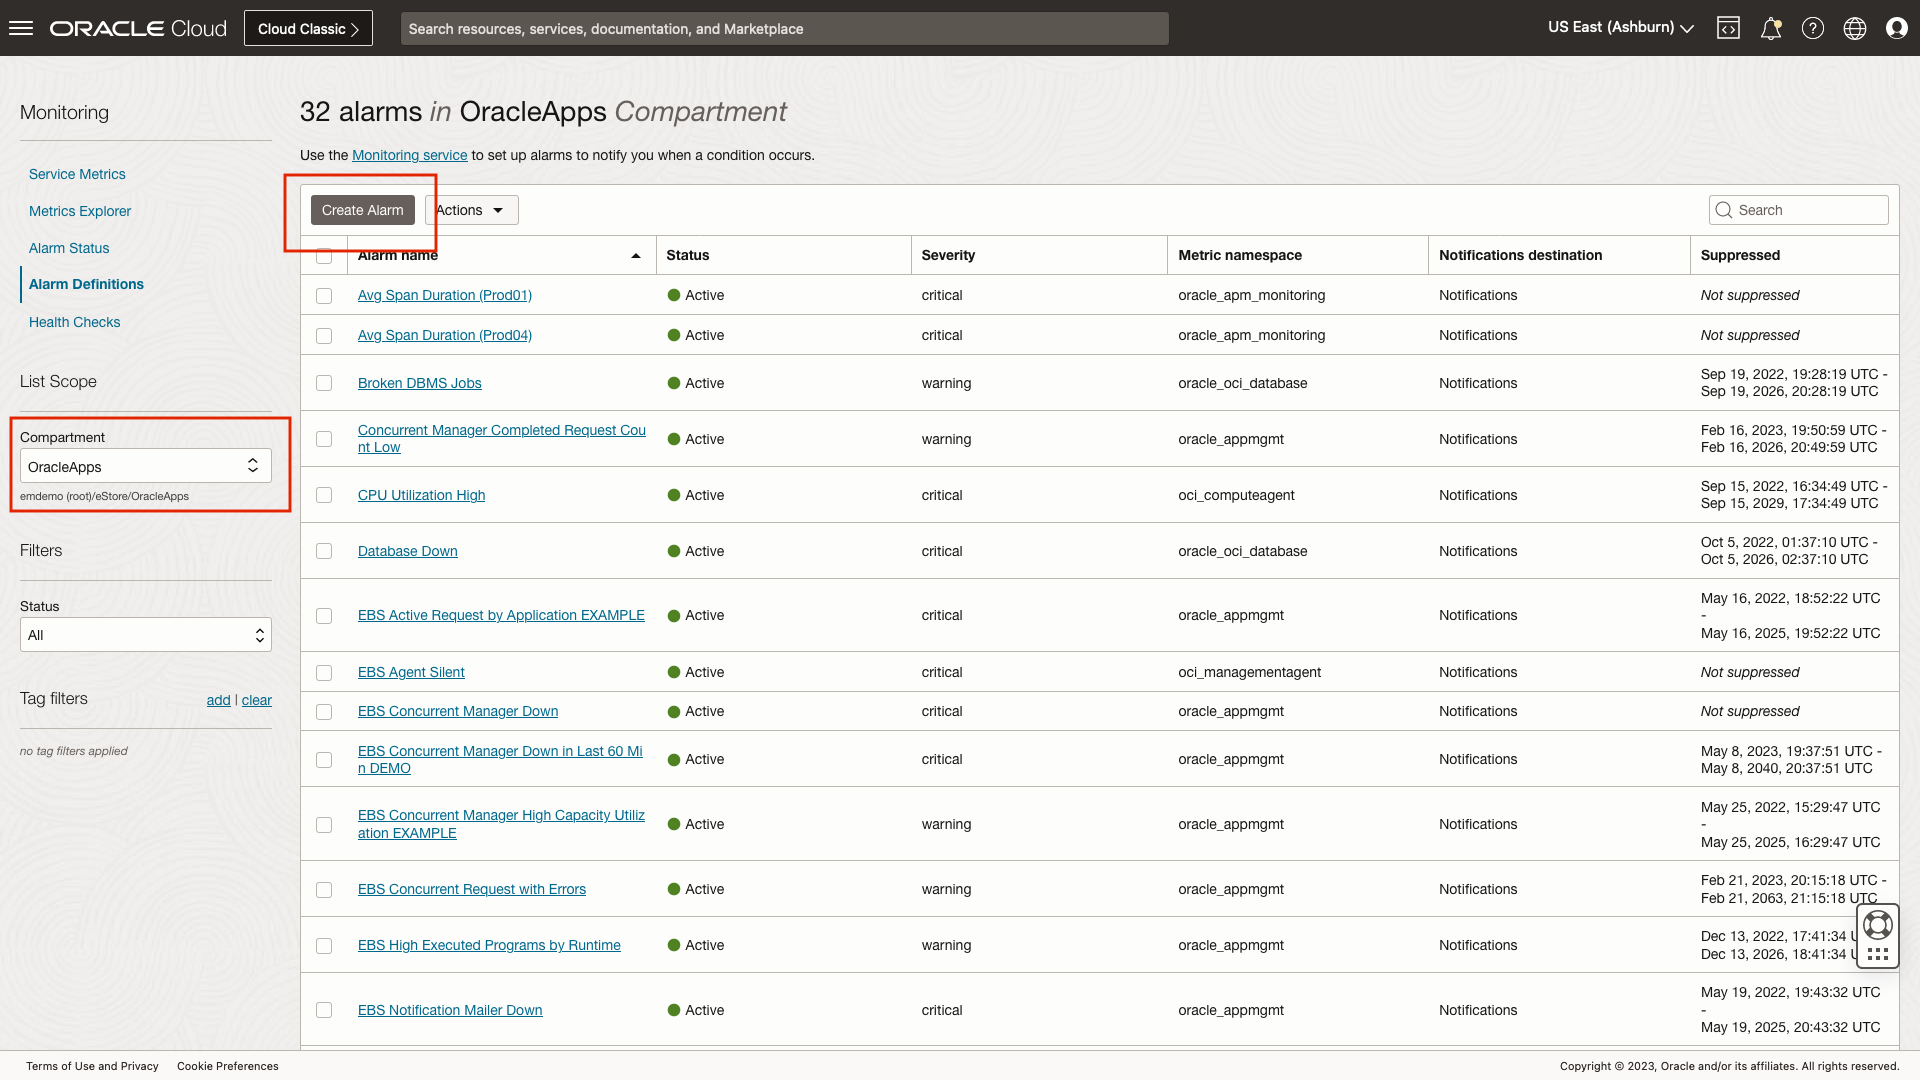 ORACLE Cloud
Cloud Classic
Search resources, services, documentation, and Marketplace
US East (Ashburn)
Monitoring
Service Metrics
Metrics Explorer
Alarm Status
Alarm Definitions
Health Checks
List Scope
Compartment
OracleApps
emdemo (root)/eStore/OracleApps
Filters
Status
All
Tag filters
add | clear
no tag filters applied
32 alarms in OracleApps Compartment
Use the Monitoring service to set up alarms to notify you when a condition occurs.
Create Alarm
Actions
Search
Alarm name Status Severity Metric namespace Notifications destination Suppressed
Avg Span Duration (Prod01) Active critical oracle_apm_monitoring Notifications Not suppressed
Avg Span Duration (Prod04) Active critical oracle_apm_monitoring Notifications Not suppressed
Broken DBMS Jobs Active warning oracle_oci_database Notifications Sep 19, 2022, 19:28:19 UTC -
Sep 19, 2026, 20:28:19 UTC
Concurrent Manager Completed Request Cou
nt Low Active warning oracle_appmgmt Notifications Feb 16, 2023, 19:50:59 UTC -
Feb 16, 2026, 20:49:59 UTC
CPU Utilization High Active critical oci_computeagent Notifications Sep 15, 2022, 16:34:49 UTC -
Sep 15, 2029, 17:34:49 UTC
Database Down Active critical oracle_oci_database Notifications Oct 5, 2022, 01:37:10 UTC -
Oct 5, 2026, 02:37:10 UTC
EBS Active Request by Application EXAMPLE Active critical oracle_appmgmt Notifications May 16, 2022, 18:52:22 UTC
-
May 16, 2025, 19:52:22 UTC
EBS Agent Silent Active critical oci_managementagent Notifications Not suppressed
EBS Concurrent Manager Down Active critical oracle_appmgmt Notifications Not suppressed
EBS Concurrent Manager Down in Last 60 Mi
n DEMO Active critical oracle_appmgmt Notifications May 8, 2023, 19:37:51 UTC -
May 8, 2040, 20:37:51 UTC
EBS Concurrent Manager High Capacity Utiliz
ation EXAMPLE Active warning oracle_appmgmt Notifications May 25, 2022, 15:29:47 UTC
-
May 25, 2025, 16:29:47 UTC
EBS Concurrent Request with Errors Active warning oracle_appmgmt Notifications Feb 21, 2023, 20:15:18 UTC -
Feb 21, 2063, 21:15:18 UTC
EBS High Executed Programs by Runtime Active warning oracle_appmgmt Notifications Dec 13, 2022, 17:41:34
Dec 13, 2026, 18:41:34
EBS Notification Mailer Down Active critical oracle_appmgmt Notifications May 19, 2022, 19:43:32 UTC
-
May 19, 2025, 20:43:32 UTC
Terms of Use and Privacy Cookie Preferences
Copyright © 2023, Oracle and/or its affiliates. All rights reserved.